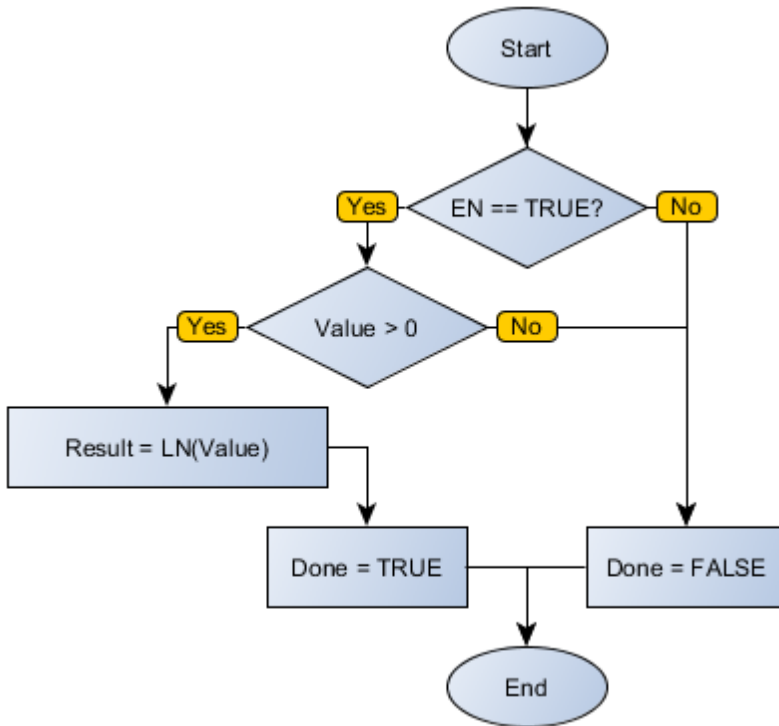 Start
EN == TRUE?
Yes
No
Value > 0
Yes
No
Result = LN(Value)
Done = TRUE
Done = FALSE
End